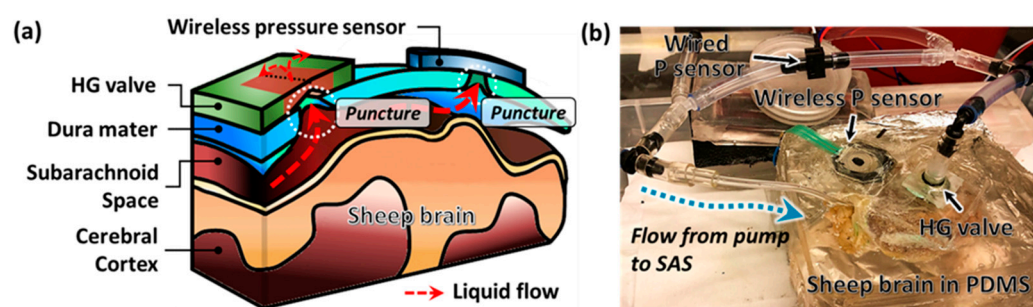 (a)
Wireless pressure sensor
HG valve
Dura mater
Subarachnoid
Space
Cerebral
Cortex
Puncture
Puncture
Sheep brain
Liquid flow
(b)
Wired
P sensor
Wireless P sensor
HG valve
Flow from pump
to SAS
Sheep brain in PDMS